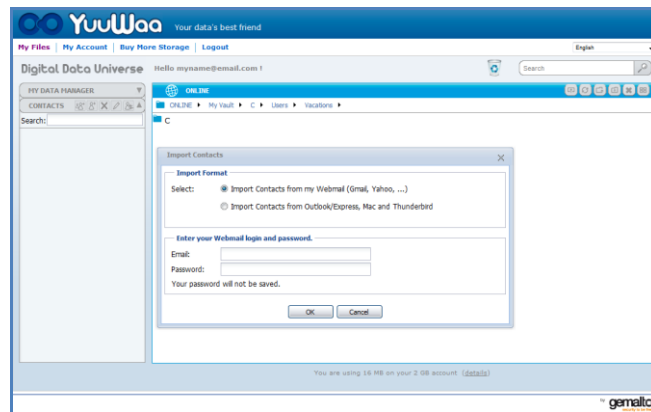 YuuWaa Your data's best friend
My Files | My Account | Buy More Storage | Logout English
Digital Data Universe Hello myname@email.com ! Search
MY DATA MANAGER ONLINE
CONTACTS ONLINE My Vault C Users Vacations
Search: C
Import Contacts
Import Format
Select: Import Contacts from my Webmail (Gmail, Yahoo, ...)
Import Contacts from Outlook/Express, Mac and Thunderbird
Enter your Webmail login and password.
Email:
Password:
Your password will not be saved.
OK Cancel
You are using 16 MB on your 2 GB account (details)
gemalto